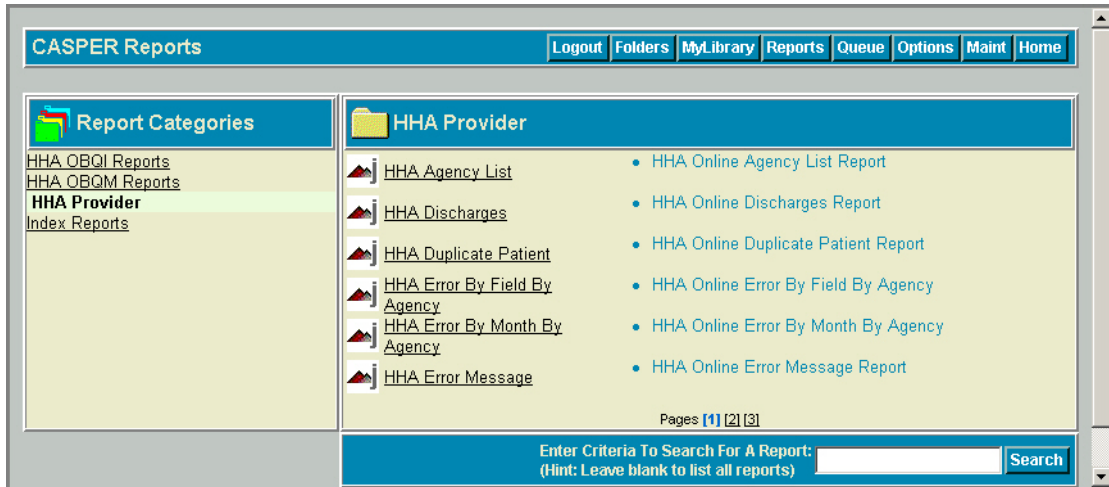 CASPER Reports
Logout Folders MyLibrary Reports Queue Options Maint Home
Report Categories
HHA OBQI Reports
HHA OBQM Reports
HHA Provider
Index Reports
HHA Provider
HHA Agency List
• HHA Online Agency List Report
HHA Discharges
• HHA Online Discharges Report
HHA Duplicate Patient
• HHA Online Duplicate Patient Report
HHA Error By Field By
Agency
• HHA Online Error By Field By Agency
HHA Error By Month By
Agency
• HHA Online Error By Month By Agency
HHA Error Message
• HHA Online Error Message Report
Pages [1] [2] [3]
Enter Criteria To Search For A Report:
(Hint: Leave blank to list all reports)
Search